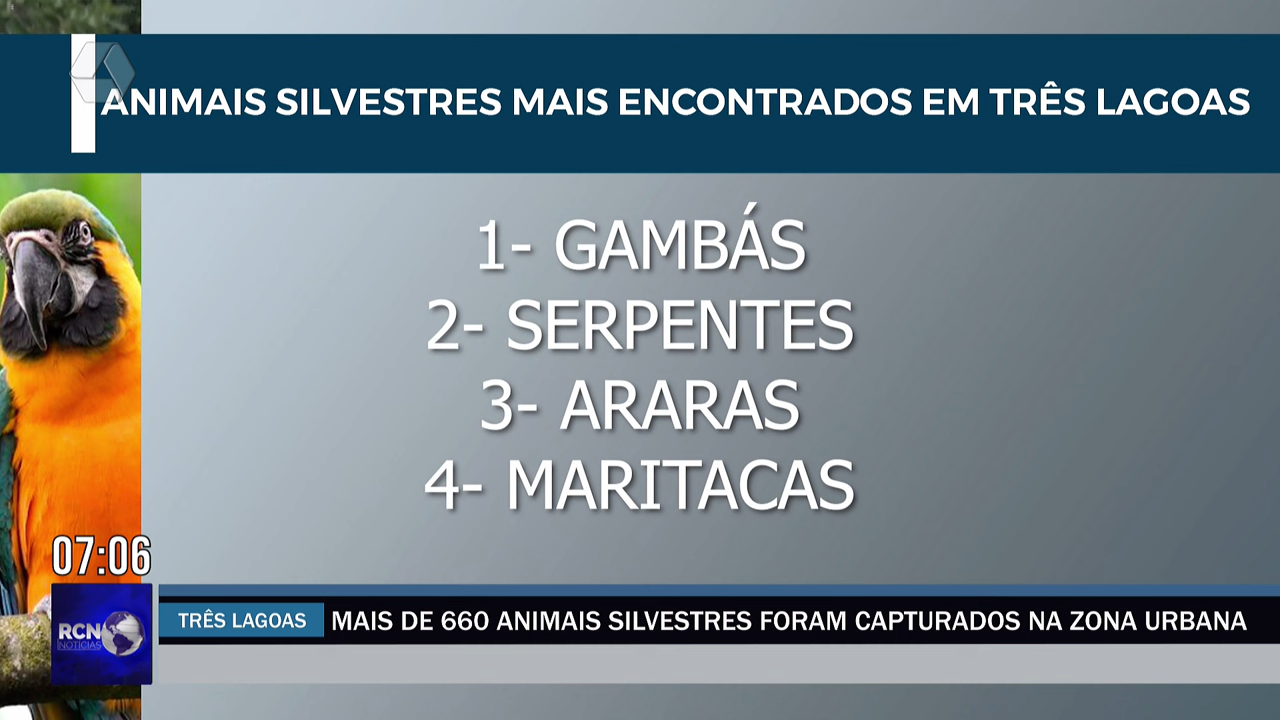 ANIMAIS SILVESTRES MAIS ENCONTRADOS EM TRÊS LAGOAS
1- GAMBÁS
2- SERPENTES
3- ARARAS
4- MARITACAS
07:06
RCN
NOTÍCIAS
TRÊS LAGOAS
MAIS DE 660 ANIMAIS SILVESTRES FORAM CAPTURADOS NA ZONA URBANA